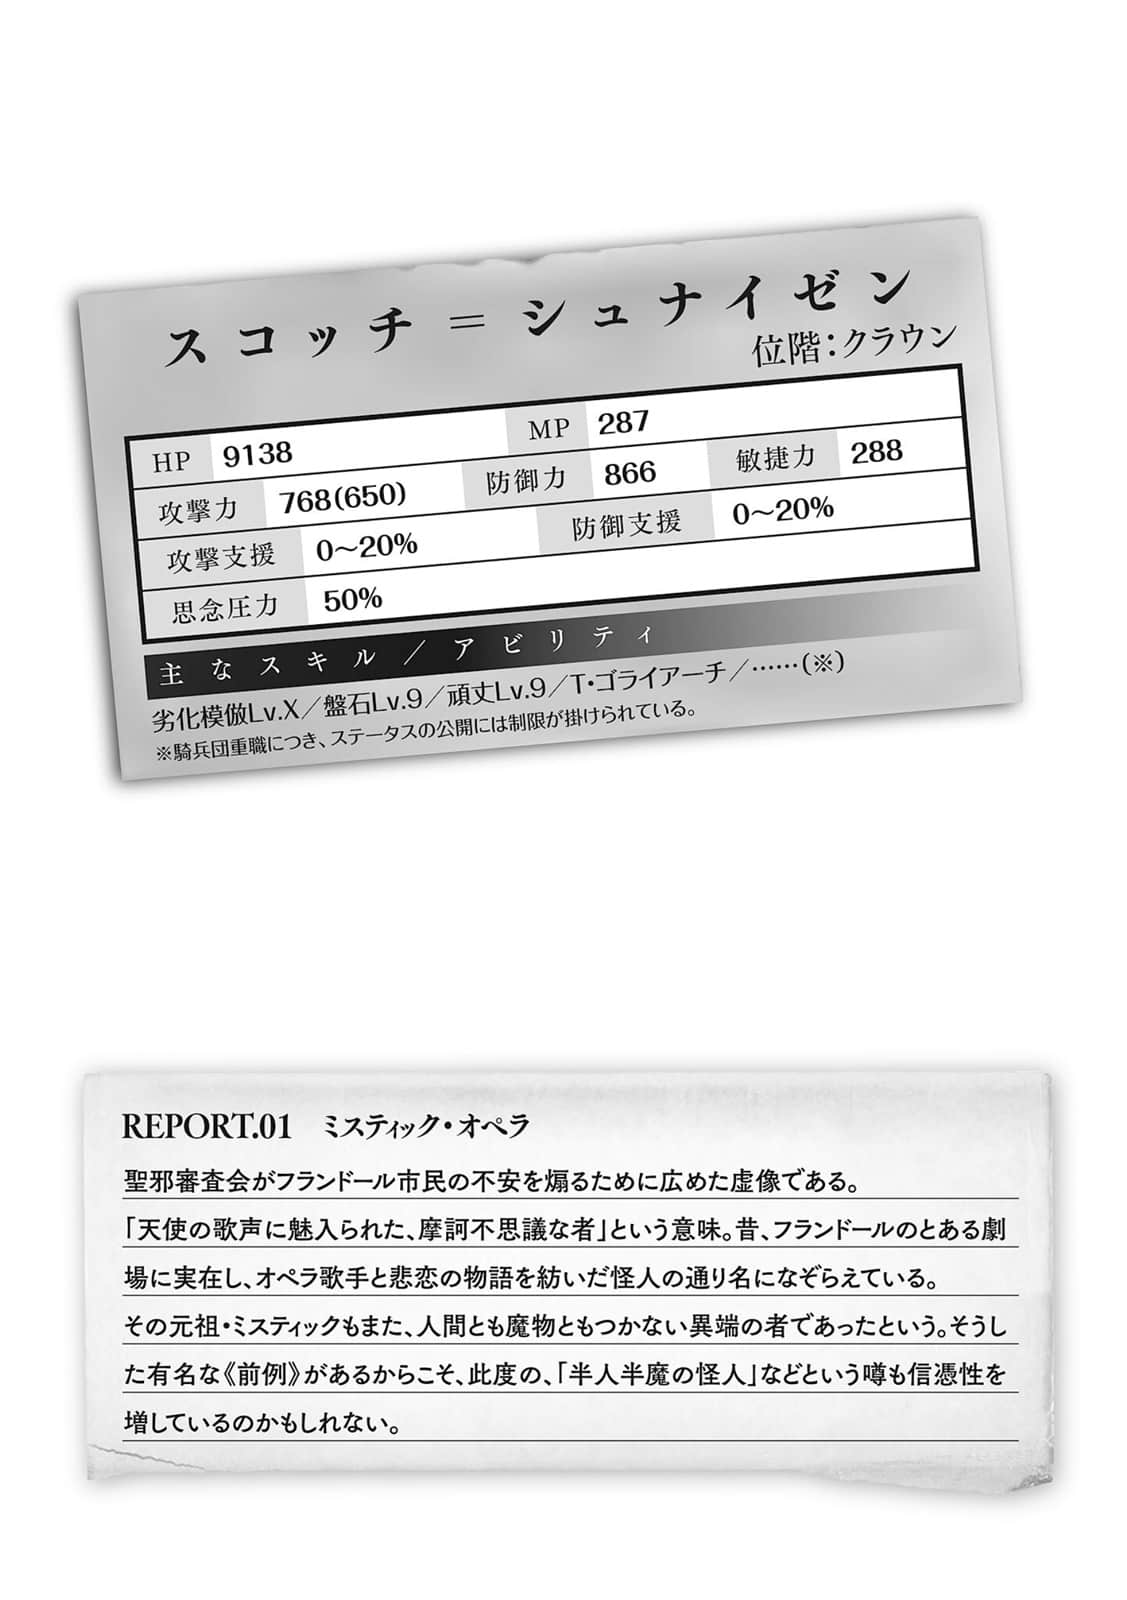 スコッチ＝シュナイゼン
位階：クラウン
HP 9138 MP 287
攻撃力 768(650) 防御力 866 敏捷力 288
攻撃支援 0～20% 防御支援 0～20%
思念圧力 50%
主なスキル／アビリティ
劣化模倣Lv.X／盤石Lv.9／頑丈Lv.9／T・ゴライアーチ／……(※)
※騎兵団重職につき、ステータスの公開には制限が掛けられている。
REPORT.01 ミスティック・オペラ
聖邪審査会がフランドール市民の不安を煽るために広めた虚像である。
「天使の歌声に魅入られた、摩訶不思議な者」という意味。昔、フランドールのとある劇
場に実在し、オペラ歌手と悲恋の物語を紡いだ怪人の通り名になぞらえている。
その元祖・ミスティックもまた、人間とも魔物ともつかない異端の者であったという。そうし
た有名な《前例》があるからこそ、此度の、「半人半魔の怪人」などという噂も信憑性を
増しているのかもしれない。